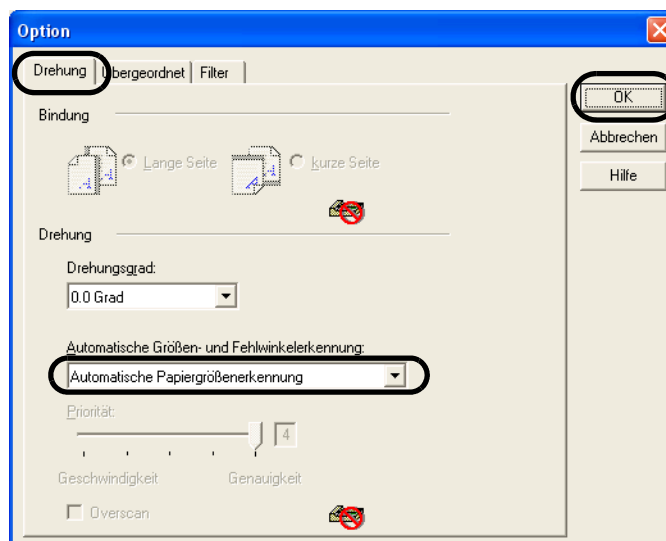 Option
Drehung Übergeordnet Filter
OK
Abbrechen
Hilfe
Bindung
Lange Seite kurze Seite
Drehung
Drehungsgrad:
0.0 Grad
Automatische Größen- und Fehlwinkelerkennung:
Automatische Papiergrößenerkennung
Priorität:
4
Geschwindigkeit Genauigkeit
Overscan